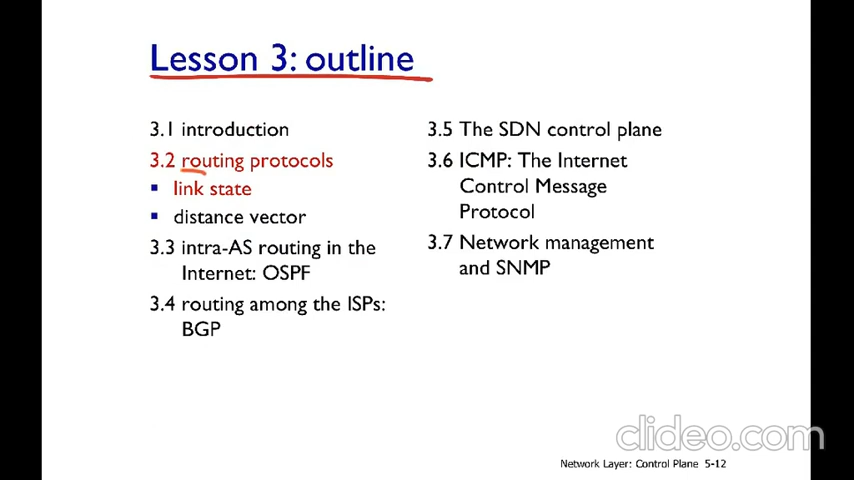 Lesson 3: outline
3.1 introduction
3.2 routing protocols
▪ link state
▪ distance vector
3.3 intra-AS routing in the
Internet: OSPF
3.4 routing among the ISPs:
BGP
3.5 The SDN control plane
3.6 ICMP: The Internet
Control Message
Protocol
3.7 Network management
and SNMP
clideo.com
Network Layer: Control Plane 5-12